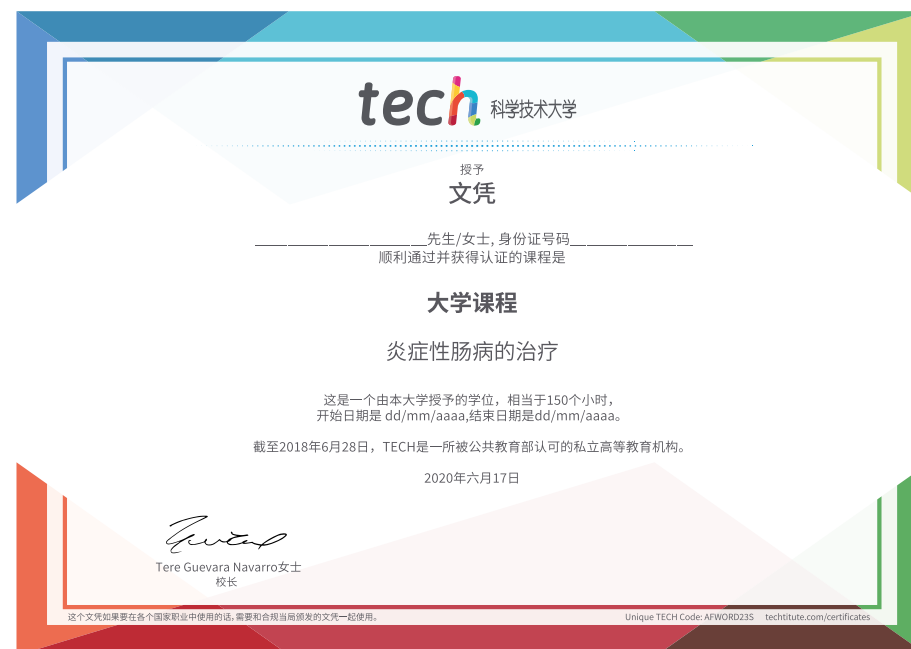 tech 科学技术大学
授予
文凭
____________________先生/女士, 身份证号码______________
顺利通过并获得认证的课程是
大学课程
炎症性肠病的治疗
这是一个由本大学授予的学位，相当于150个小时，
开始日期是 dd/mm/aaaa,结束日期是dd/mm/aaaa。
截至2018年6月28日，TECH是一所被公共教育部认可的私立高等教育机构。
2020年六月17日
Tere Guevara Navarro女士
校长
这个文凭如果要在各个国家职业中使用的话,需要和合规当局颁发的文凭一起使用。
Unique TECH Code: AFWORD23S techtitute.com/certificates